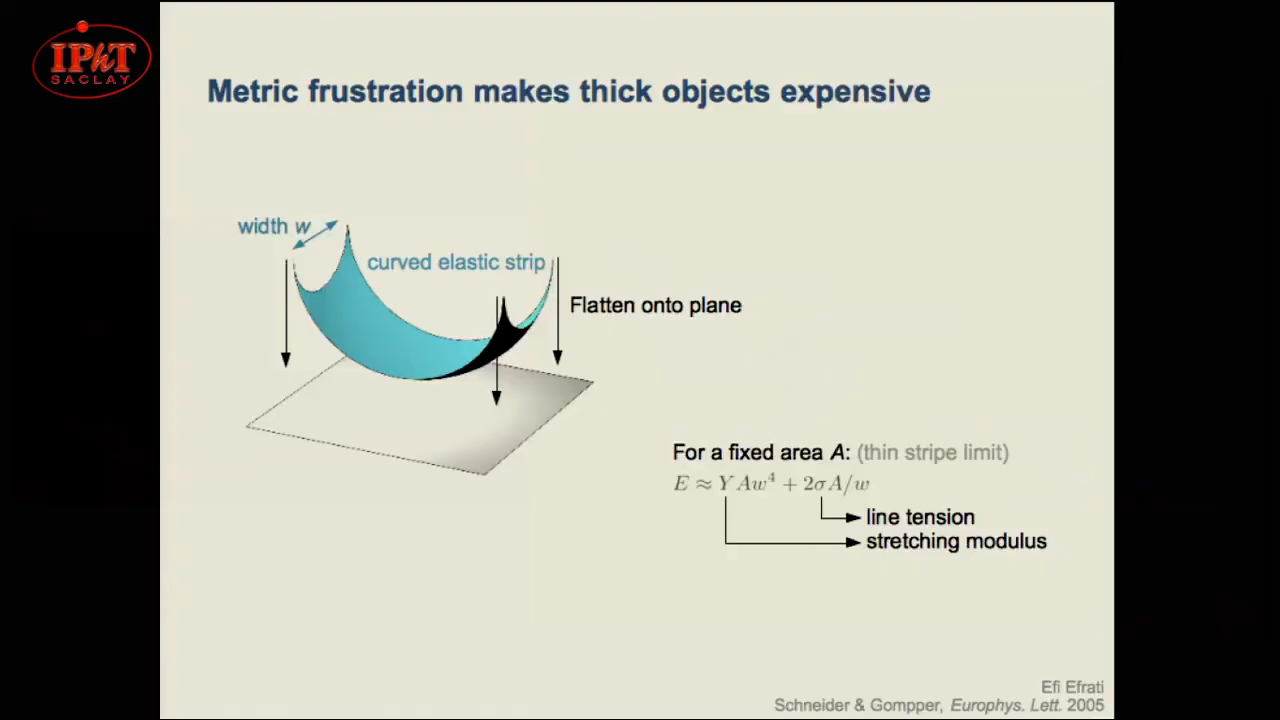 IPhT
SACLAY
Metric frustration makes thick objects expensive
width w
curved elastic strip
Flatten onto plane
For a fixed area A: (thin stripe limit)
E ≈ Y Aw⁴ + 2σA/w
line tension
stretching modulus
Efi Efrati
Schneider & Gompper, Europhys. Lett. 2005